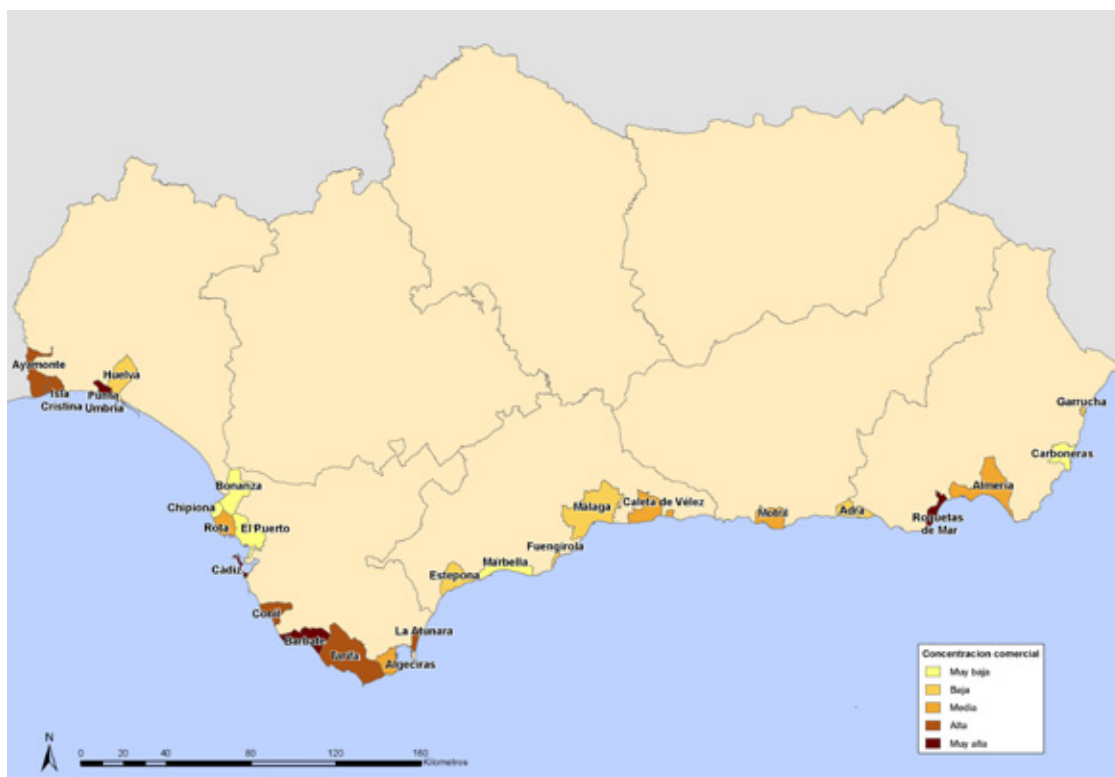 Ayamonte
Isla
Cristina
Punta
Umbría
Huelva
Bonanza
Chipiona
Rota
El Puerto
Cádiz
Conil
Barbate
Tarifa
Algeciras
La Atunara
Estepona
Marbella
Fuengirola
Málaga
Caleta de Vélez
Motril
Adra
Roquetas
de Mar
Almería
Carboneras
Garrucha
Concentracion comercial
Muy baja
Baja
Media
Alta
Muy alta
N
0 20 40 80 120 160
Kilometros